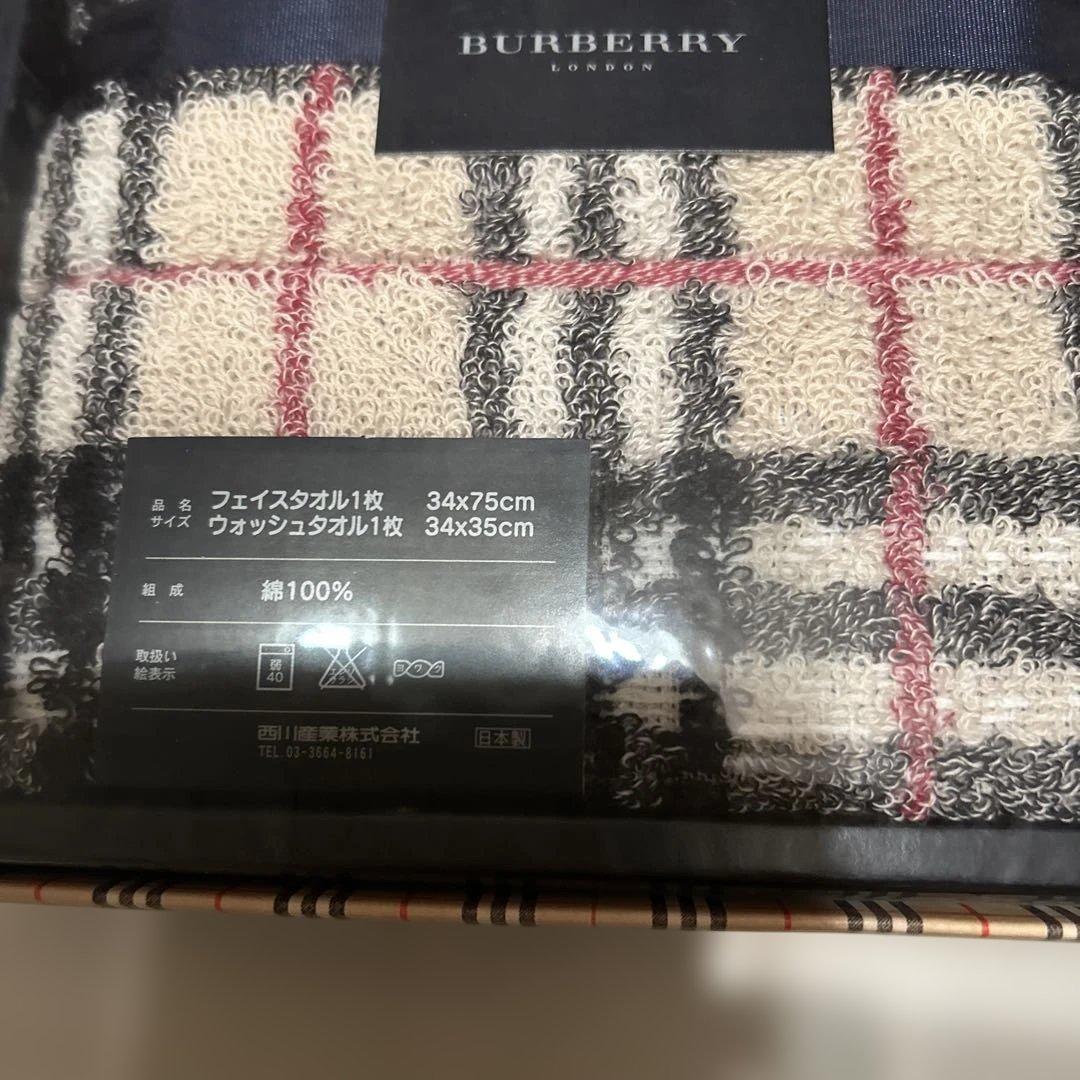 BURBERRY
LONDON
品 名 フェイスタオル1枚 34x75cm
サイズ ウォッシュタオル1枚 34x35cm
組 成 綿100%
取扱い
絵表示
弱
40
ヨワク
西川産業株式会社 日本製
TEL.03-3664-8161